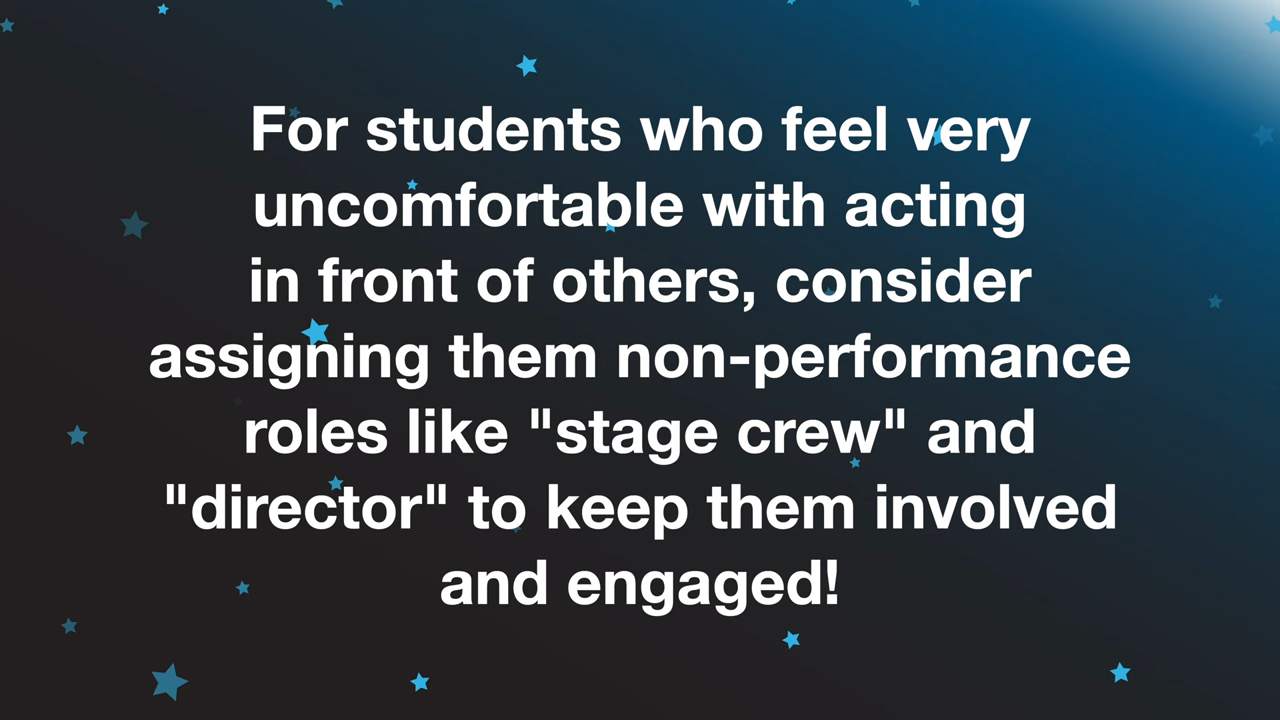 For students who feel very
uncomfortable with acting
in front of others, consider
assigning them non-performance
roles like "stage crew" and
"director" to keep them involved
and engaged!